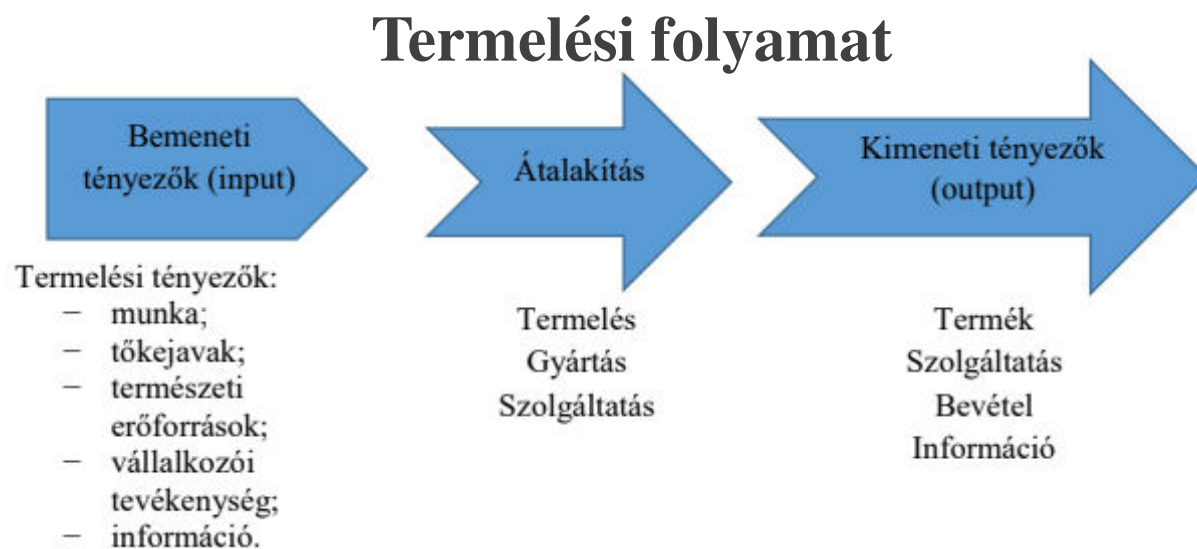 Termelési folyamat
Bemeneti
tényezők (input)
Termelési tényezők:
– munka;
– tőkejavak;
– természeti
erőforrások;
– vállalkozói
tevékenység;
– információ.
Átalakítás
Termelés
Gyártás
Szolgáltatás
Kimeneti tényezők
(output)
Termék
Szolgáltatás
Bevétel
Információ